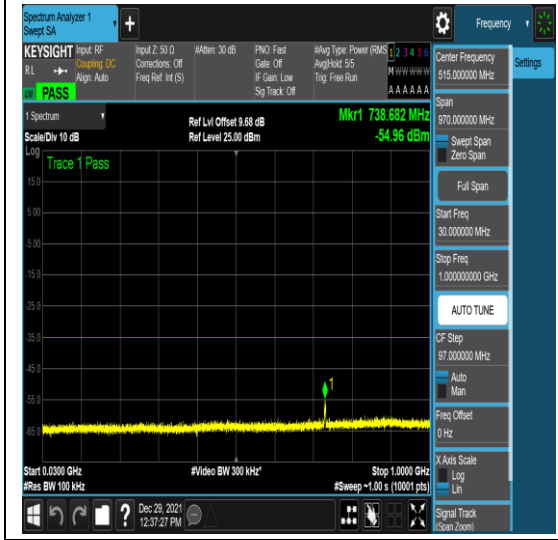 Spectrum Analyzer 1
Swept SA
Frequency
KEYSIGHT
RL
Input: RF
Coupling: DC
Align: Auto
Input Z: 50 Ω
Corrections: Off
Freq Ref: Int (S)
#Atten: 30 dB
PNO: Fast
Gate: Off
IF Gain: Low
Sig Track: Off
#Avg Type: Power (RMS
Avg|Hold: 5/5
Trig: Free Run
1 2 3 4 5 6
M W W W W W
A A A A A A
PASS
1 Spectrum
Scale/Div 10 dB
Ref Lvl Offset 9.68 dB
Ref Level 25.00 dBm
Mkr1 738.682 MHz
-54.96 dBm
Log
Trace 1 Pass
15.0
5.00
-5.00
-15.0
-25.0
-35.0
-45.0
-55.0
-65.0
1
Start 0.0300 GHz
#Res BW 100 kHz
#Video BW 300 kHz*
Stop 1.0000 GHz
#Sweep ~1.00 s (10001 pts)
Dec 29, 2021
12:37:27 PM
Center Frequency
515.000000 MHz
Settings
Span
970.000000 MHz
Swept Span
Zero Span
Full Span
Start Freq
30.000000 MHz
Stop Freq
1.000000000 GHz
AUTO TUNE
CF Step
97.000000 MHz
Auto
Man
Freq Offset
0 Hz
X Axis Scale
Log
Lin
Signal Track
(Span Zoom)